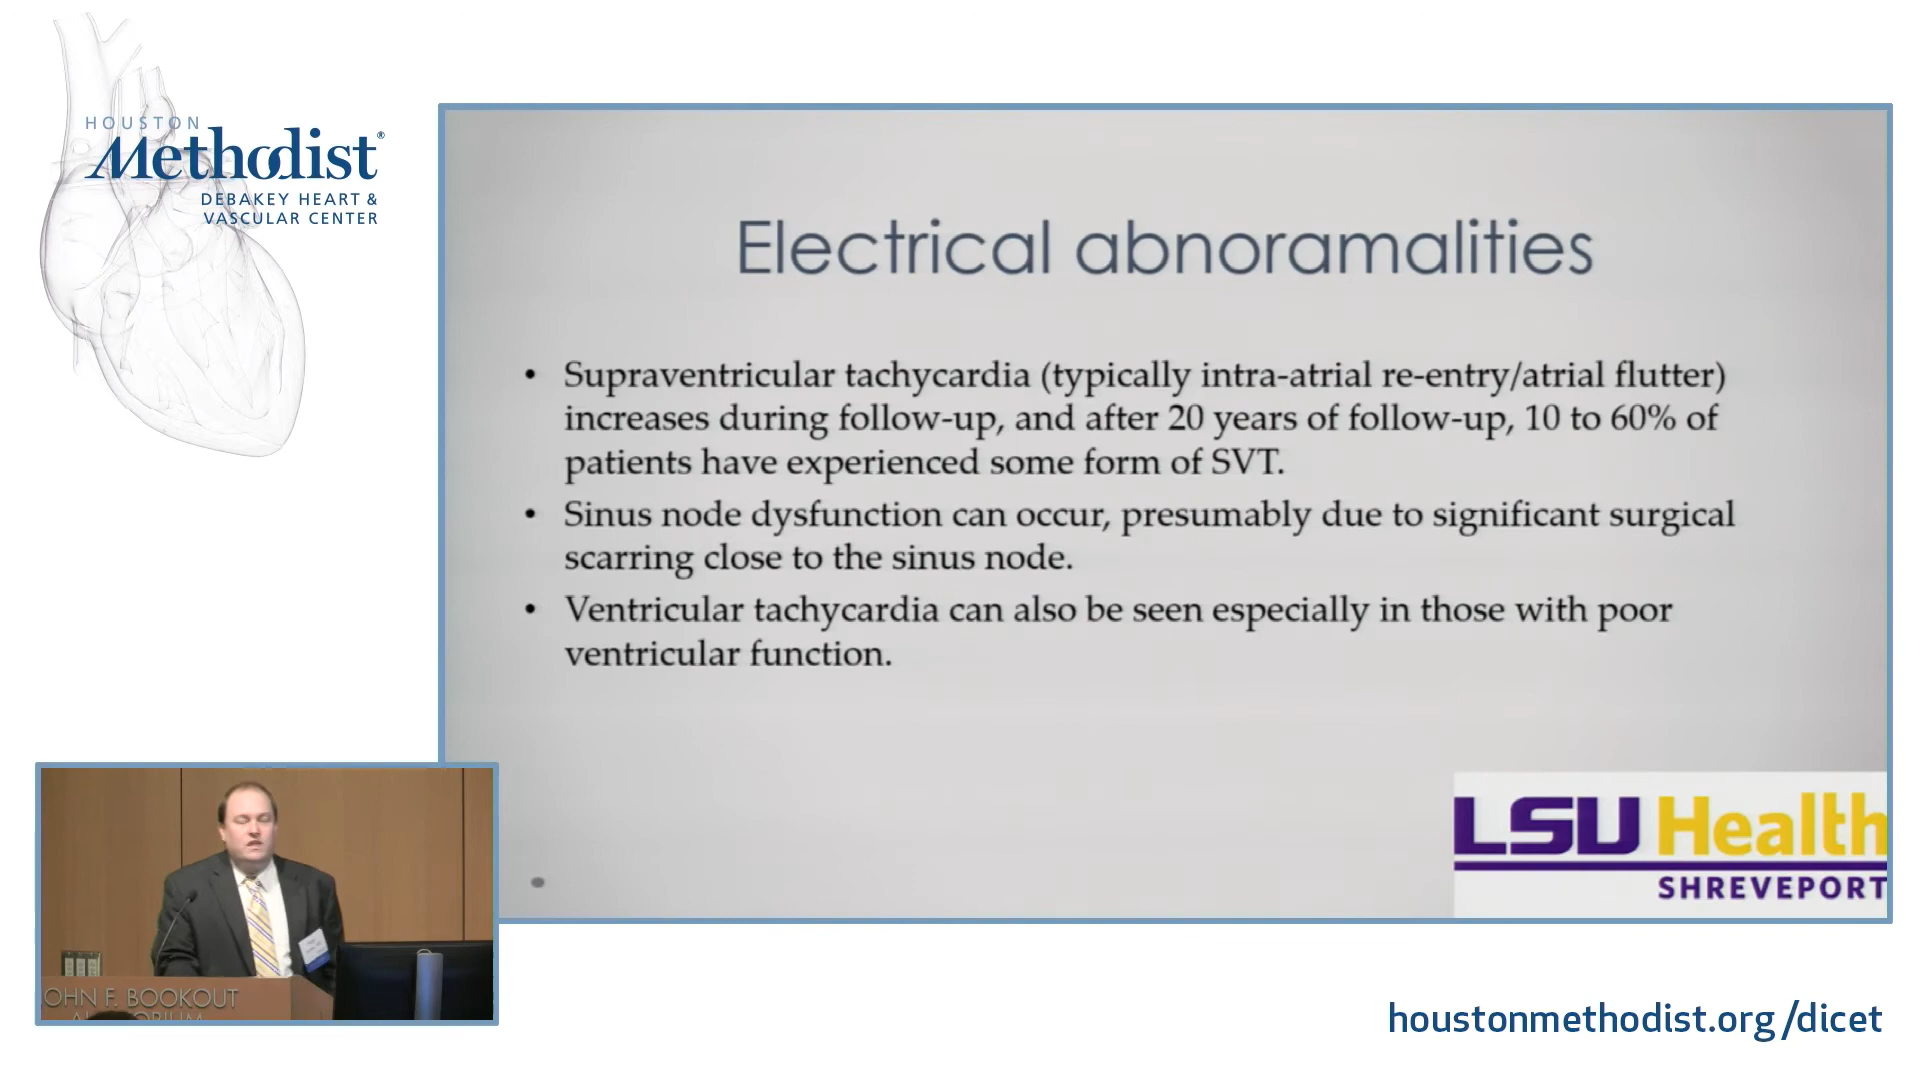 HOUSTON
Methodist®
DEBAKEY HEART &
VASCULAR CENTER
Electrical abnoramalities
• Supraventricular tachycardia (typically intra-atrial re-entry/atrial flutter)
increases during follow-up, and after 20 years of follow-up, 10 to 60% of
patients have experienced some form of SVT.
• Sinus node dysfunction can occur, presumably due to significant surgical
scarring close to the sinus node.
• Ventricular tachycardia can also be seen especially in those with poor
ventricular function.
LSU Health
SHREVEPORT
OHN F. BOOKOUT
houstonmethodist.org/dicet